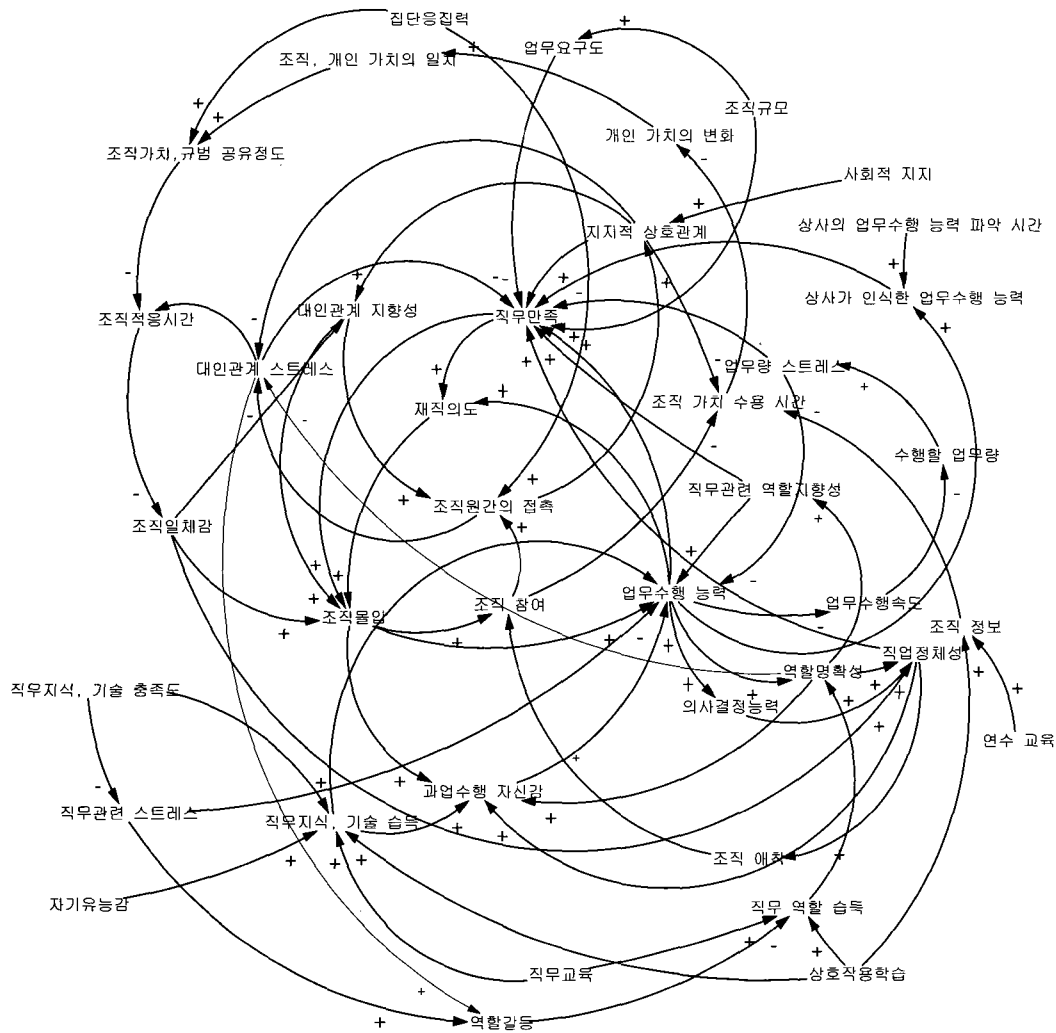 집단응집력
업무요구도
조직, 개인 가치의 일치
조직규모
개인 가치의 변화
조직가치,규범 공유정도
사회적 지지
상사의 업무수행 능력 파악 시간
지지적 상호관계
상사가 인식한 업무수행 능력
대인관계 지향성
직무만족
조직적응시간
대인관계 스트레스
업무량 스트레스
재직의도
조직 가치 수용 시간
수행할 업무량
직무관련 역할지향성
조직원간의 접촉
조직일체감
업무수행 능력
조직 참여
업무수행속도
조직몰입
조직 정보
직업정체성
역할명확성
직무지식, 기술 충족도
의사결정능력
연수 교육
과업수행 자신감
직무관련 스트레스
직무지식, 기술 습득
조직 애착
자기유능감
직무 역할 습득
직무교육
상호작용학습
역할갈등